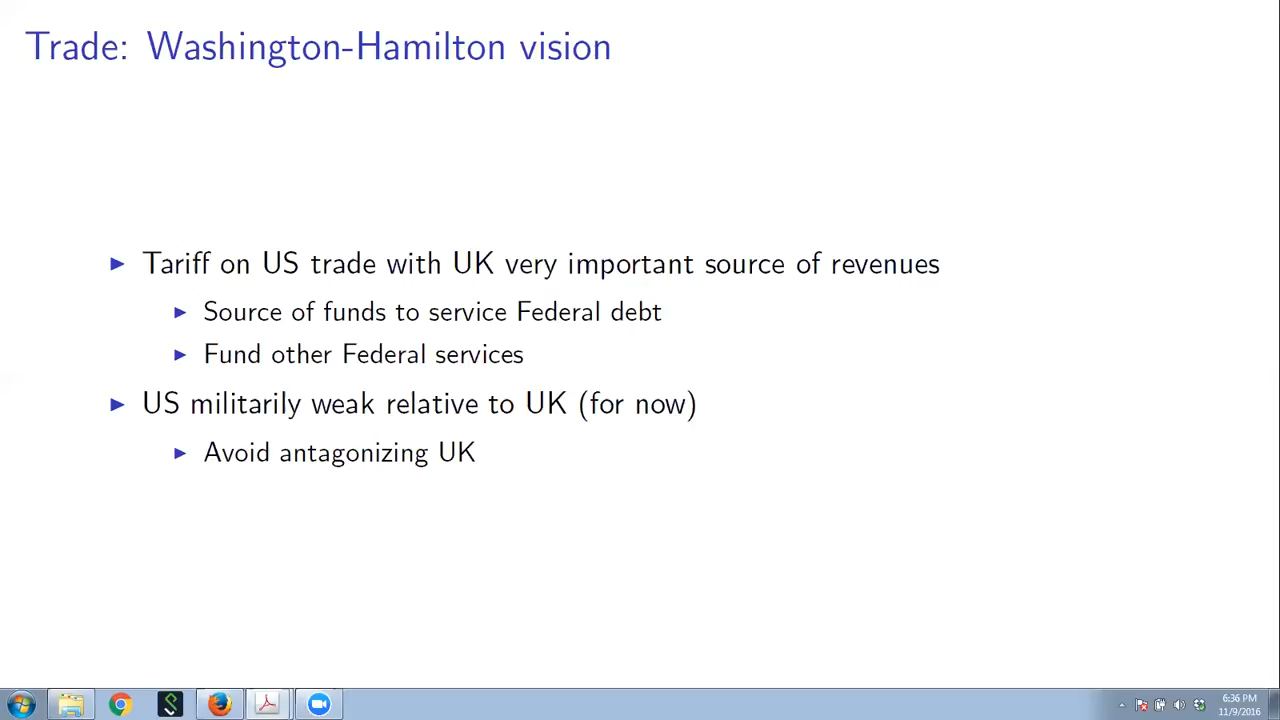 Trade: Washington-Hamilton vision
Tariff on US trade with UK very important source of revenues
Source of funds to service Federal debt
Fund other Federal services
US militarily weak relative to UK (for now)
Avoid antagonizing UK
6:36 PM
11/9/2016